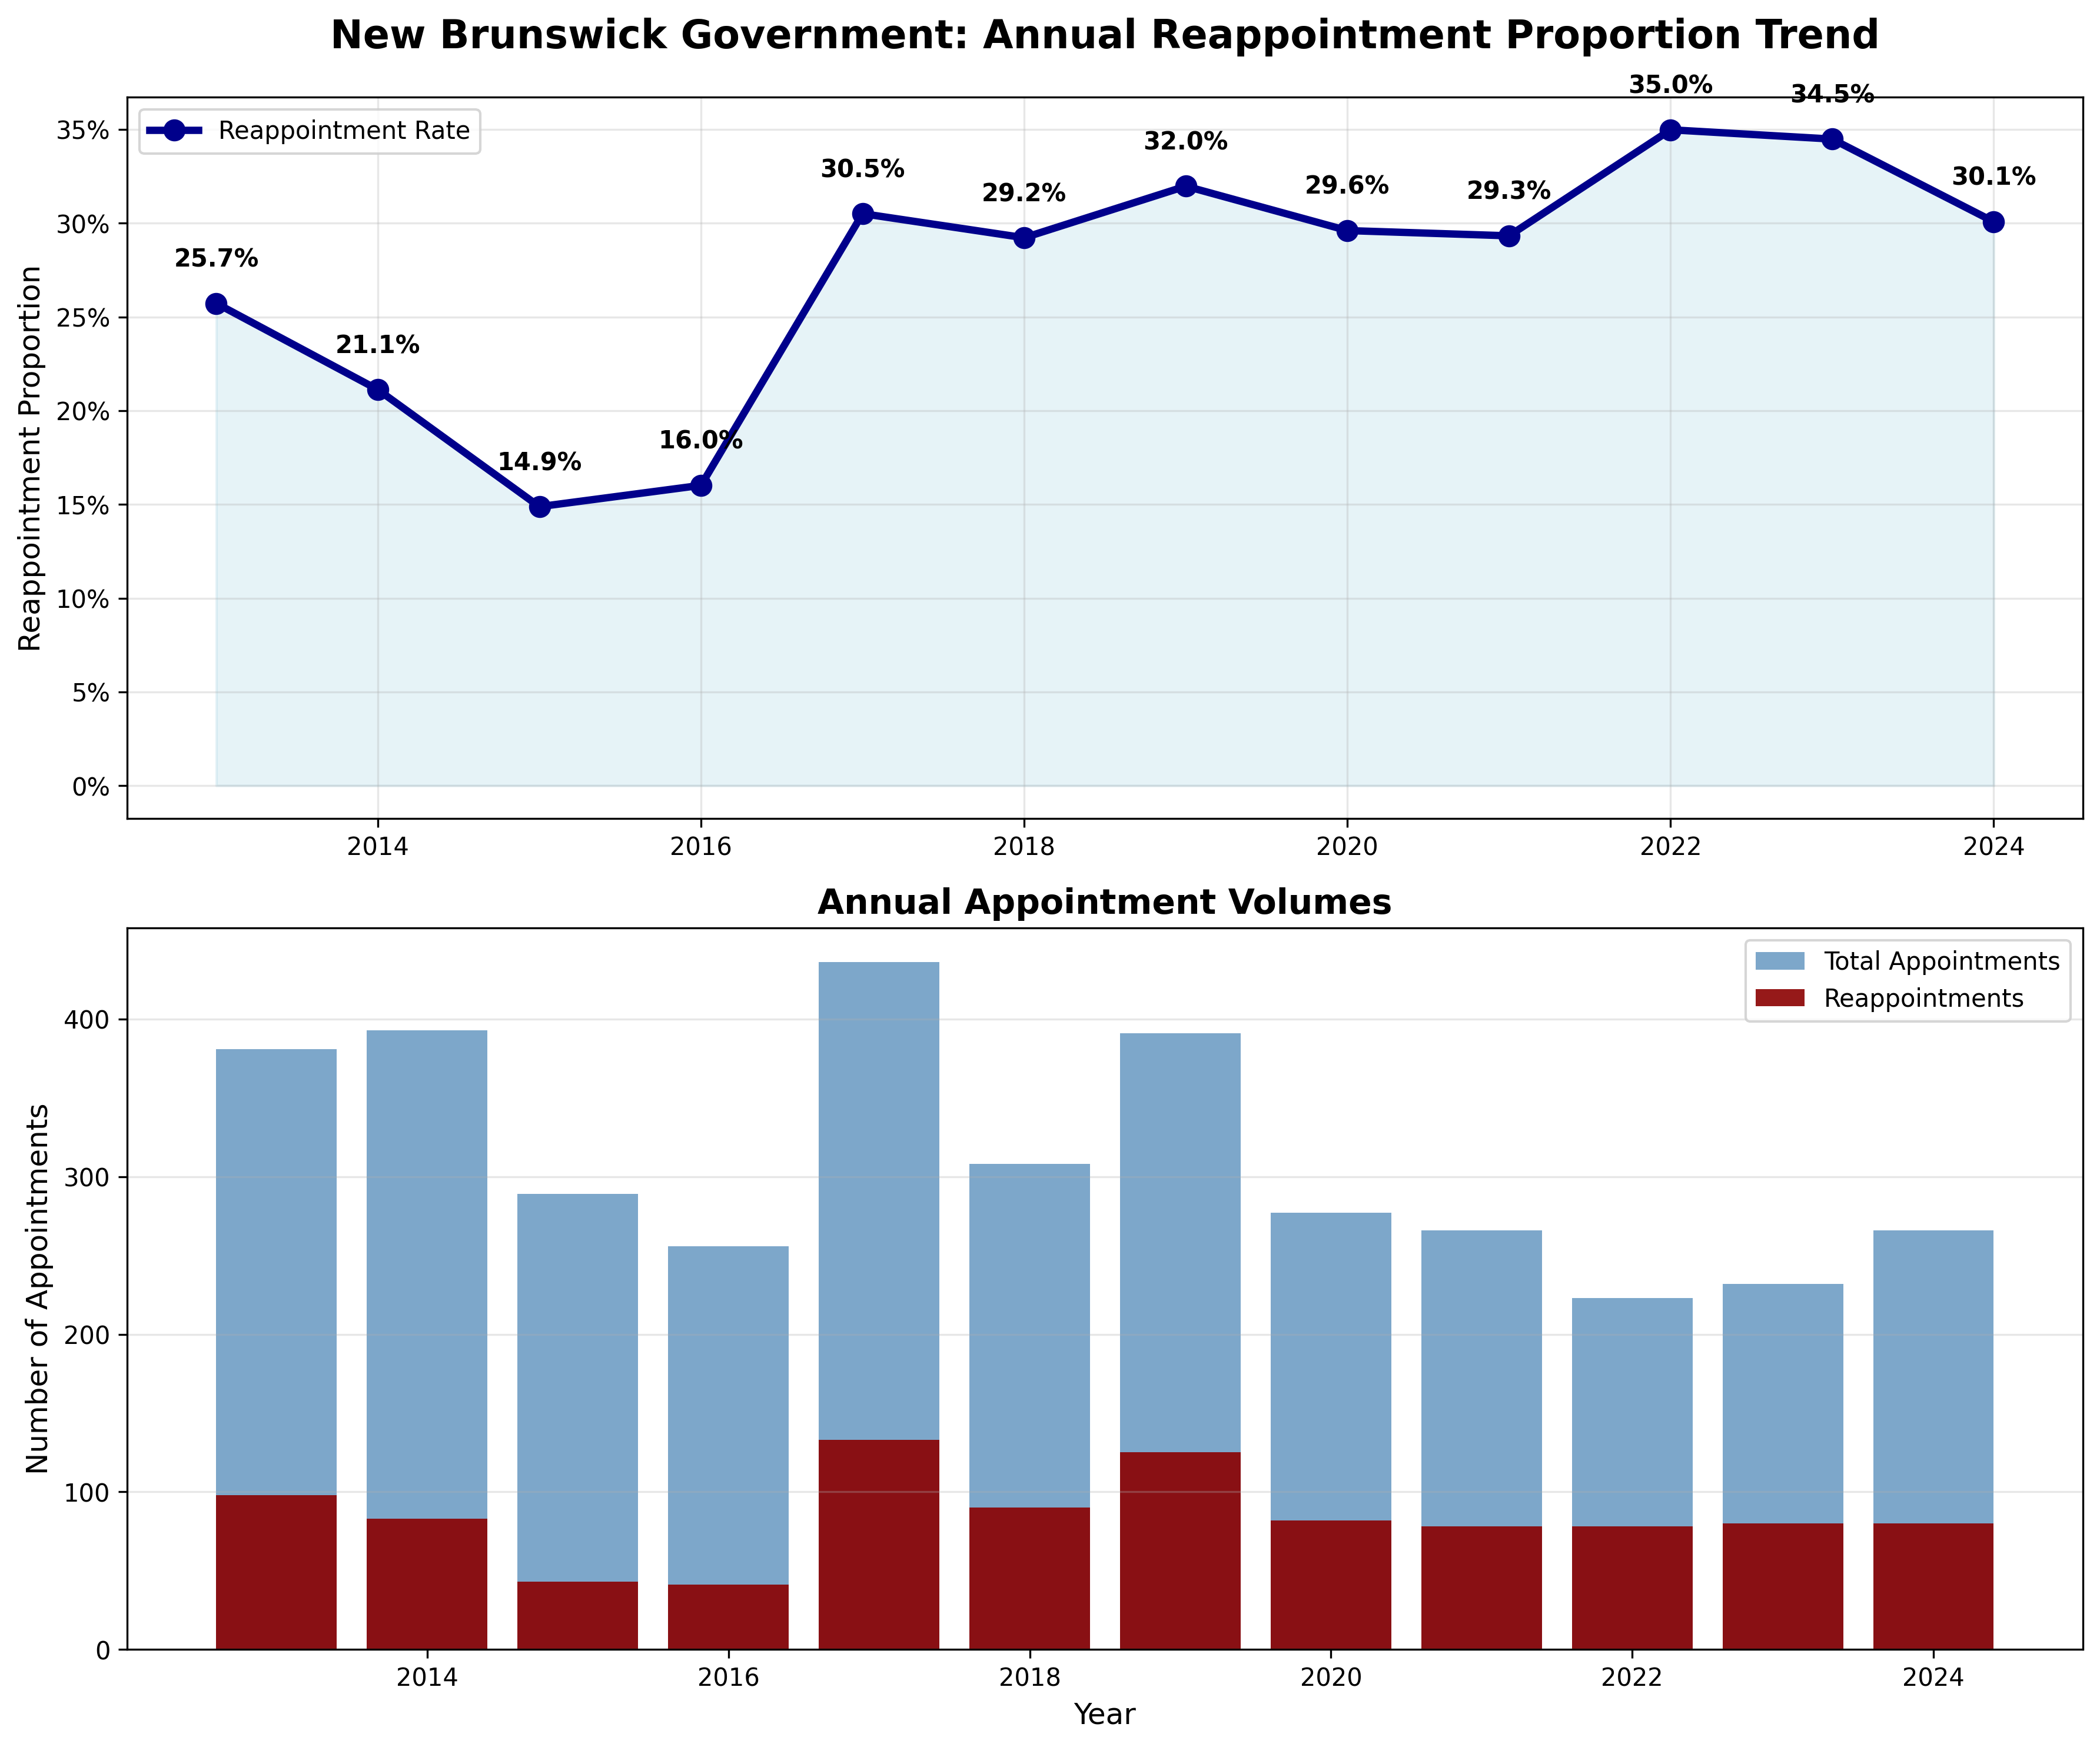 New Brunswick Government: Annual Reappointment Proportion Trend
Reappointment Rate
Reappointment Proportion
35%
30%
25%
20%
15%
10%
5%
0%
25.7%
21.1%
14.9%
16.0%
30.5%
29.2%
32.0%
29.6%
29.3%
35.0%
34.5%
30.1%
2014 2016 2018 2020 2022 2024
Annual Appointment Volumes
Total Appointments
Reappointments
Number of Appointments
400
300
200
100
0
2014 2016 2018 2020 2022 2024
Year